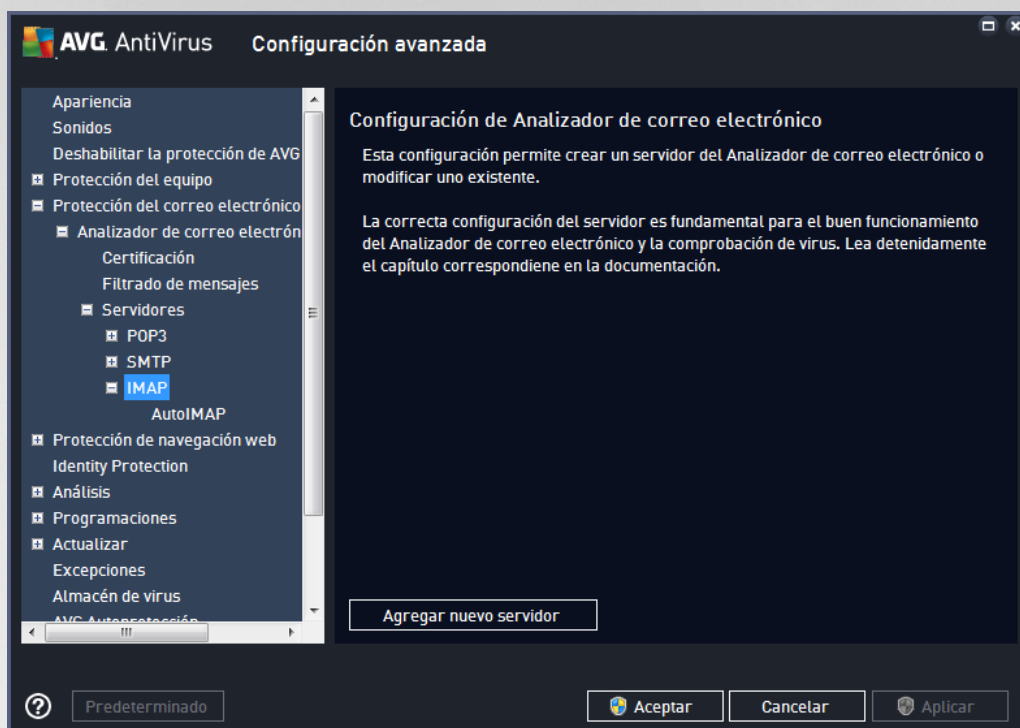 AVG. AntiVirus
Configuración avanzada
Apariencia
Sonidos
Deshabilitar la protección de AVG
Protección del equipo
Protección del correo electrónico
Analizador de correo electrón
Certificación
Filtrado de mensajes
Servidores
POP3
SMTP
IMAP
AutoIMAP
Protección de navegación web
Identity Protection
Análisis
Programaciones
Actualizar
Excepciones
Almacén de virus
AVG Autoprotección
Configuración de Analizador de correo electrónico
Esta configuración permite crear un servidor del Analizador de correo electrónico o
modificar uno existente.
La correcta configuración del servidor es fundamental para el buen funcionamiento
del Analizador de correo electrónico y la comprobación de virus. Lea detenidamente
el capítulo correspondiene en la documentación.
Agregar nuevo servidor
Predeterminado
Aceptar
Cancelar
Aplicar